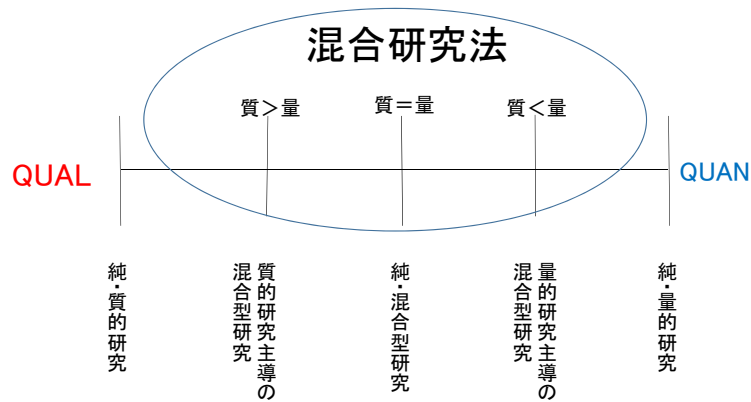 混合研究法
質＞量
質＝量
質＜量
QUAL
QUAN
純・質的研究
質的研究主導の
混合型研究
純・混合型研究
量的研究主導の
混合型研究
純・量的研究